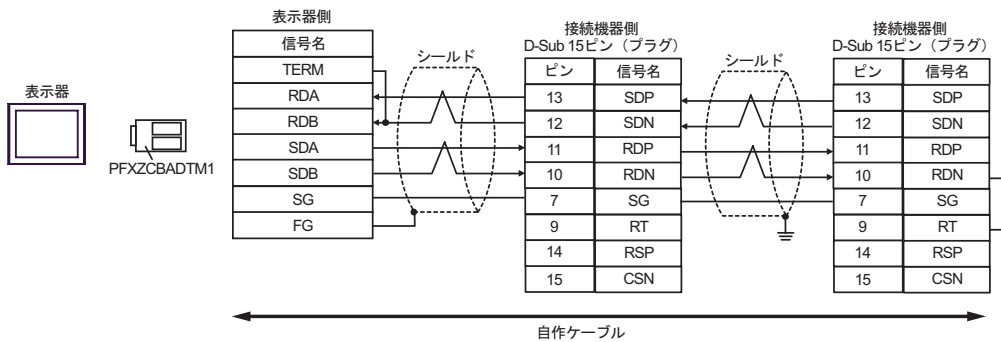 表示器
PFXZCBADTM1
表示器側
信号名
TERM
RDA
RDB
SDA
SDB
SG
FG
シールド
接続機器側
D-Sub 15ピン（プラグ）
ピン 信号名
13 SDP
12 SDN
11 RDP
10 RDN
7 SG
9 RT
14 RSP
15 CSN
シールド
接続機器側
D-Sub 15ピン（プラグ）
ピン 信号名
13 SDP
12 SDN
11 RDP
10 RDN
7 SG
9 RT
14 RSP
15 CSN
自作ケーブル